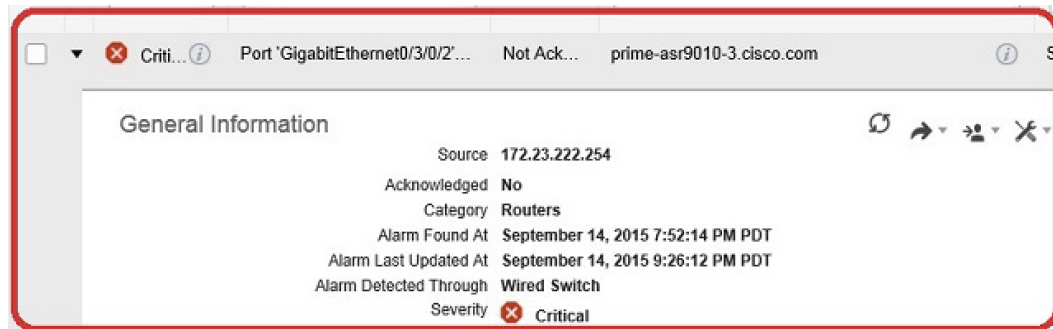 Criti... Port 'GigabitEthernet0/3/0/2'... Not Ack... prime-asr9010-3.cisco.com S
General Information
Source 172.23.222.254
Acknowledged No
Category Routers
Alarm Found At September 14, 2015 7:52:14 PM PDT
Alarm Last Updated At September 14, 2015 9:26:12 PM PDT
Alarm Detected Through Wired Switch
Severity Critical